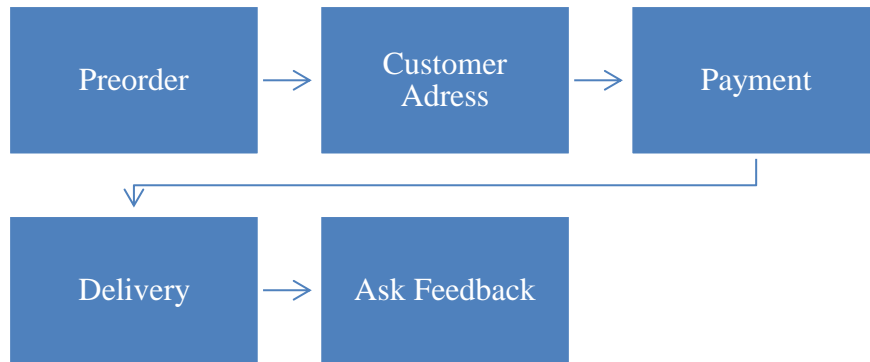 Preorder
Customer
Adress
Payment
Delivery
Ask Feedback